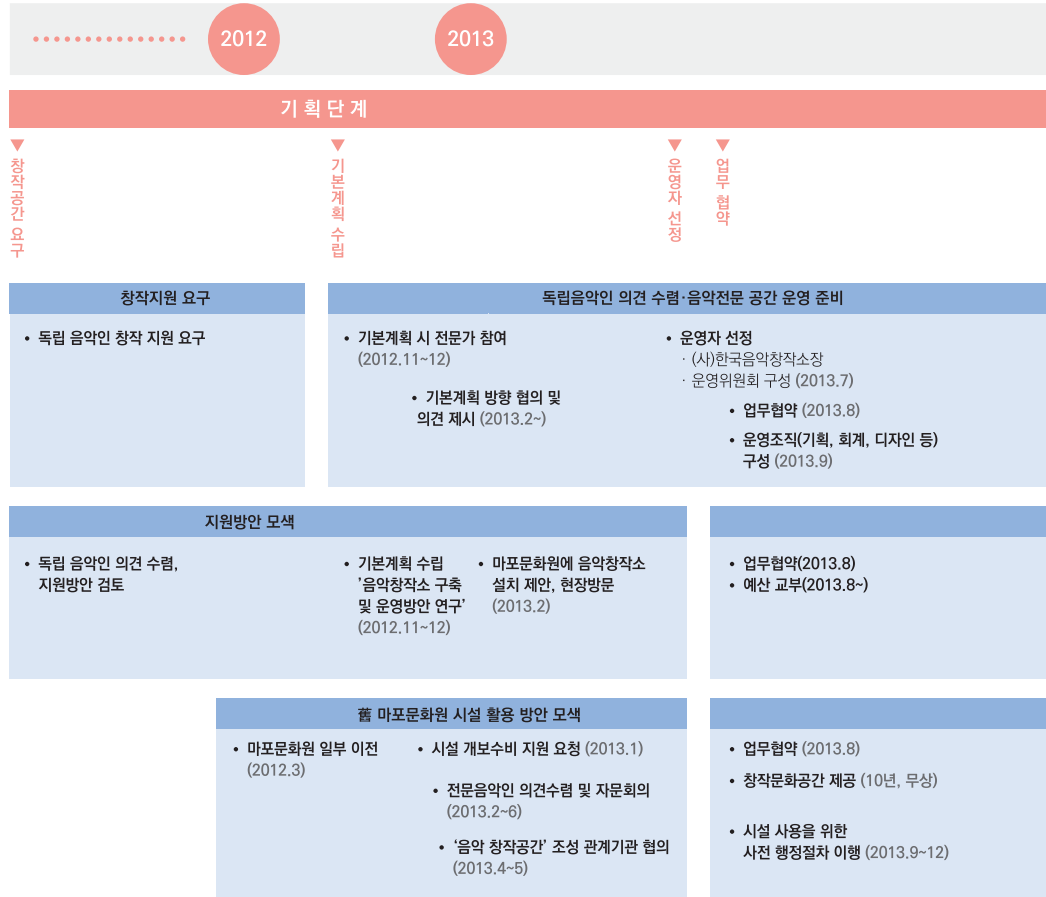 2012
2013
기획단계
▼
창작공간 요구
▼
기본계획 수립
▼
운영자 선정
▼
업무 협약
창작지원 요구
• 독립 음악인 창작 지원 요구
독립음악인 의견 수렴·음악전문 공간 운영 준비
• 기본계획 시 전문가 참여
(2012.11~12)
• 기본계획 방향 협의 및
의견 제시 (2013.2~)
• 운영자 선정
· (사)한국음악창작소장
· 운영위원회 구성 (2013.7)
• 업무협약 (2013.8)
• 운영조직(기획, 회계, 디자인 등)
구성 (2013.9)
지원방안 모색
• 독립 음악인 의견 수렴,
지원방안 검토
• 기본계획 수립
'음악창작소 구축
및 운영방안 연구'
(2012.11~12)
• 마포문화원에 음악창작소
설치 제안, 현장방문
(2013.2)
• 업무협약(2013.8)
• 예산 교부(2013.8~)
舊 마포문화원 시설 활용 방안 모색
• 마포문화원 일부 이전
(2012.3)
• 시설 개보수비 지원 요청 (2013.1)
• 전문음악인 의견수렴 및 자문회의
(2013.2~6)
• ‘음악 창작공간’ 조성 관계기관 협의
(2013.4~5)
• 업무협약 (2013.8)
• 창작문화공간 제공 (10년, 무상)
• 시설 사용을 위한
사전 행정절차 이행 (2013.9~12)